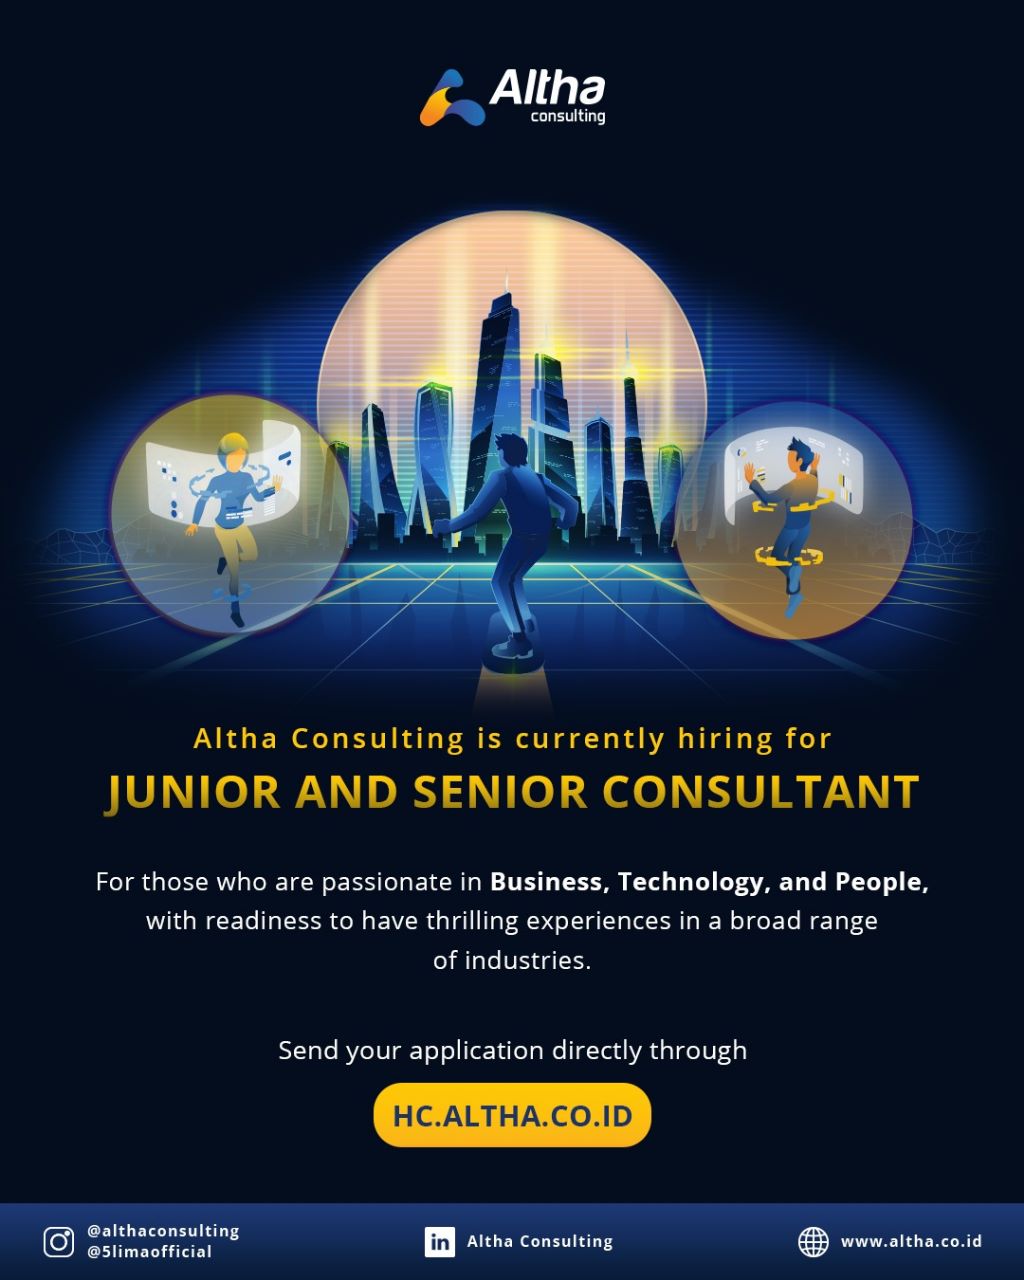 Altha
consulting
Altha Consulting is currently hiring for
JUNIOR AND SENIOR CONSULTANT
For those who are passionate in Business, Technology, and People,
with readiness to have thrilling experiences in a broad range
of industries.
Send your application directly through
HC.ALTHA.CO.ID
@althaconsulting
@5limaofficial
in
Altha Consulting
www.altha.co.id